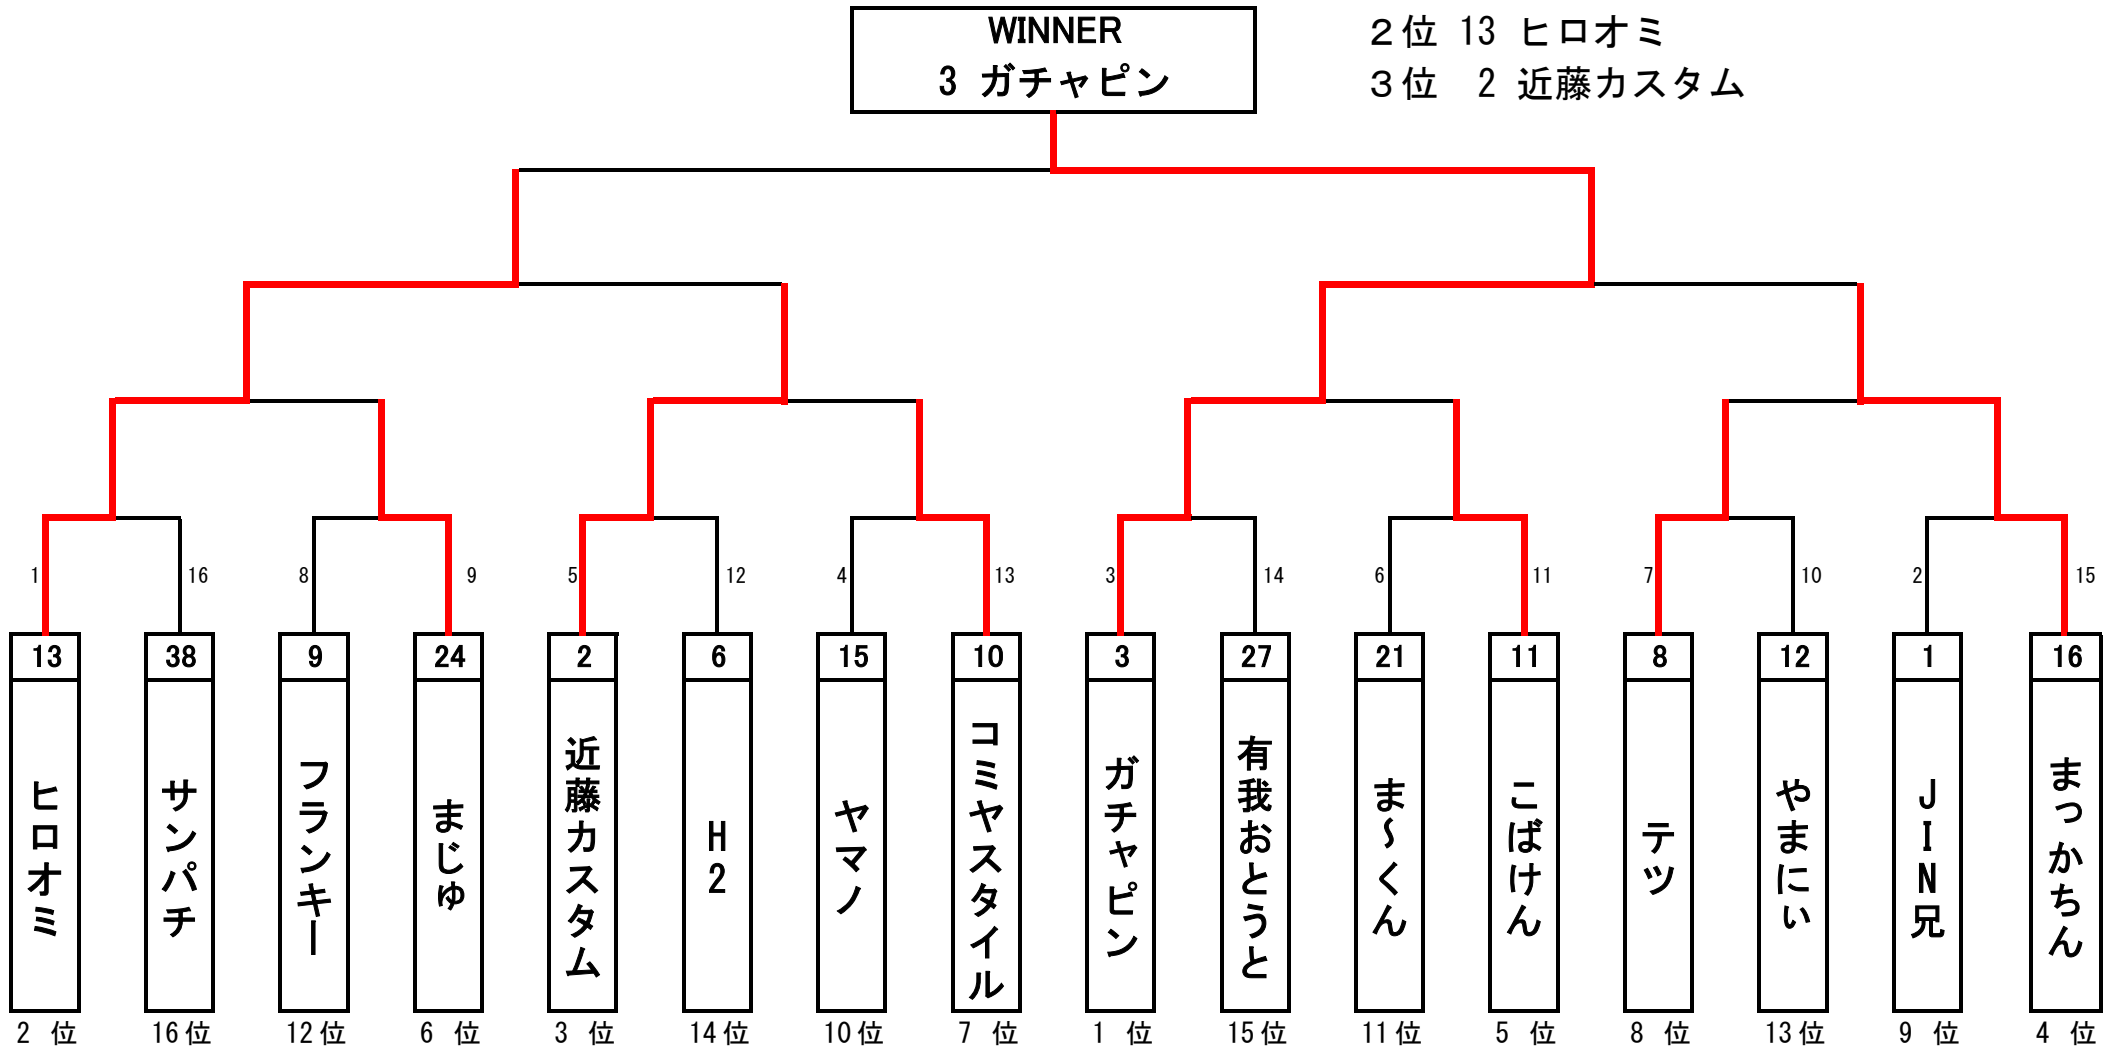 WINNER
3 ガチャピン
２位 13 ヒロオミ
３位 2 近藤カスタム
1 16 8 9 5 12 4 13 3 14 6 11 7 10 2 15
13 38 9 24 2 6 15 10 3 27 21 11 8 12 1 16
ヒロオミ
サンパチ
フランキー
まじゅ
近藤カスタム
H2
ヤマノ
コミヤスタイル
ガチャピン
有我おとうと
ま～くん
こばけん
テツ
やまにぃ
JIN兄
まっかちん
2 位 16位 12位 6 位 3 位 14位 10位 7 位 1 位 15位 11位 5 位 8 位 13位 9 位 4 位